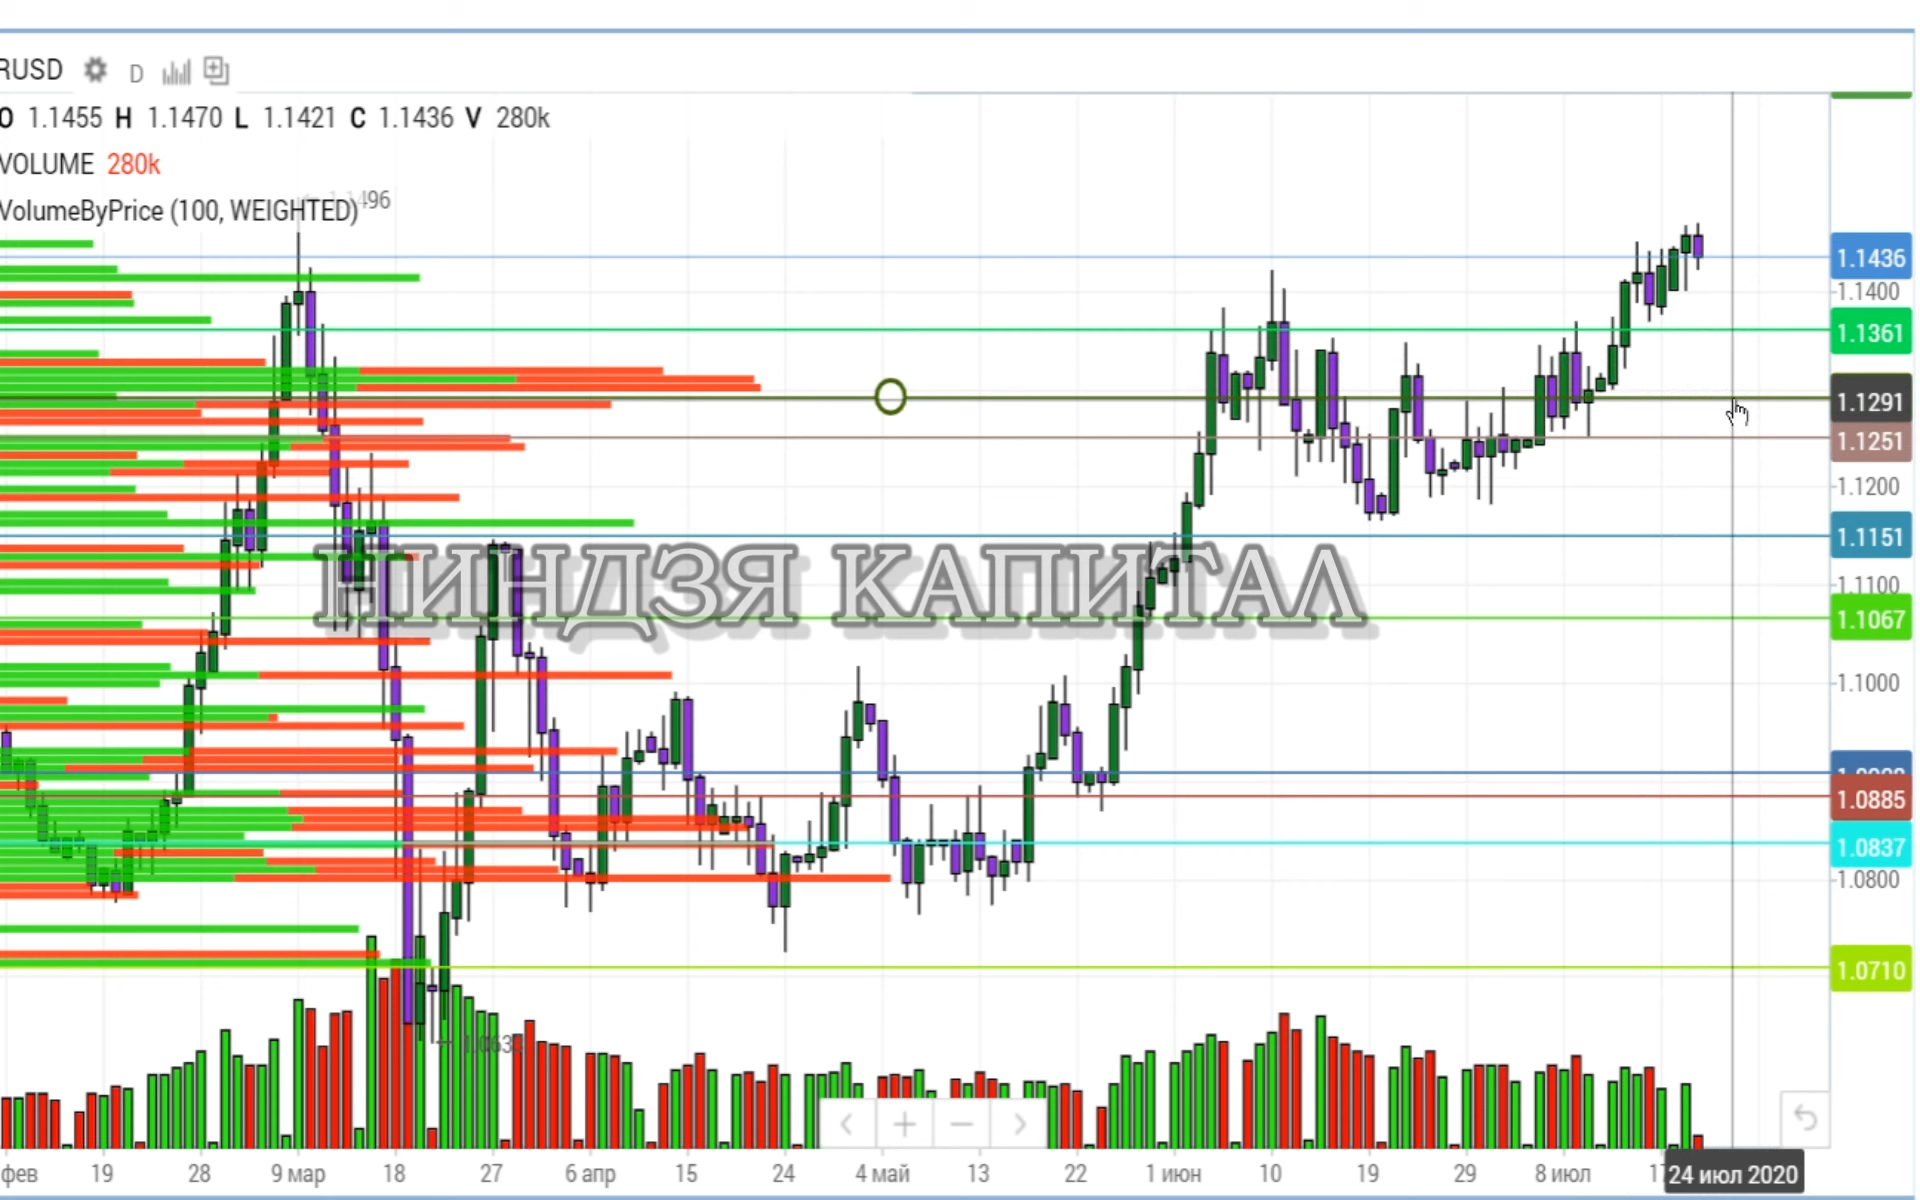 RUSD D
O 1.1455 H 1.1470 L 1.1421 C 1.1436 V 280k
VOLUME 280k
VolumeByPrice (100, WEIGHTED)
1.1436
1.1400
1.1361
1.1291
1.1251
1.1200
1.1151
НИНДЗЯ КАПИТАЛ
1.1100
1.1067
1.1000
1.0885
1.0837
1.0800
1.0710
фев 19 28 9 мар 18 27 6 апр 15 24 4 май 13 22 1 июн 10 19 29 8 июл 24 июл 2020